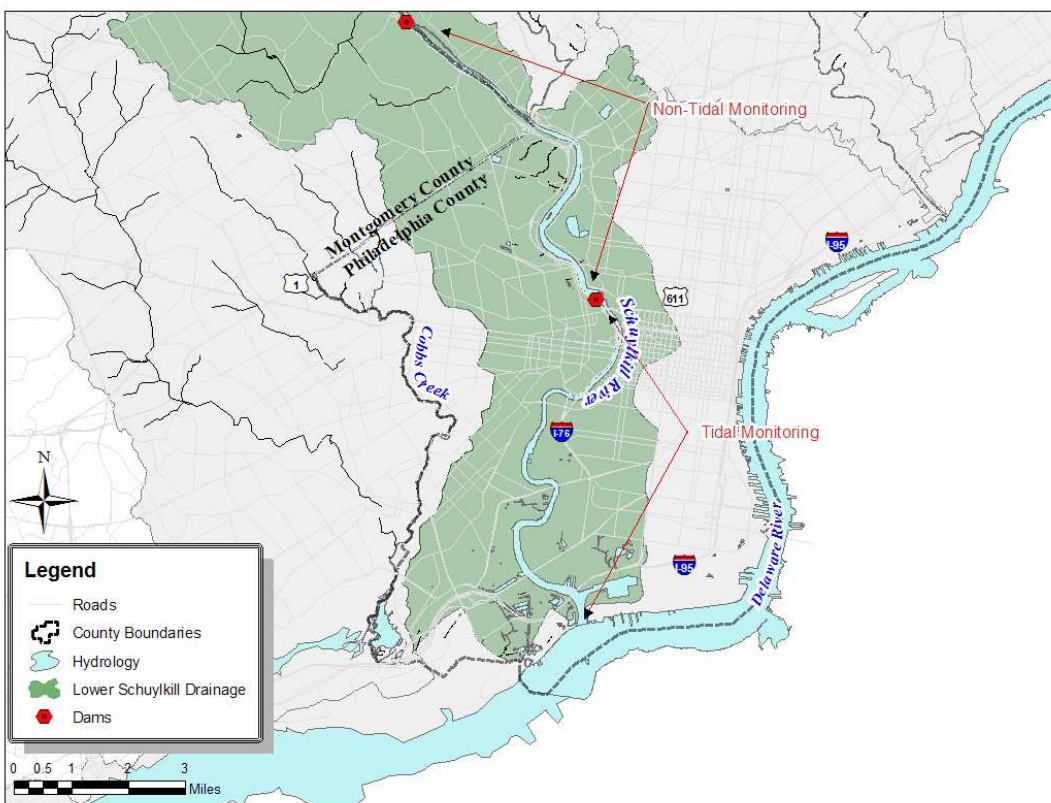 Non-Tidal Monitoring
Montgomery County
Philadelphia County
I-95
1
611
Schuylkill River
Cobbs Creek
I-76
Tidal Monitoring
N
I-95
Delaware River
Legend
Roads
County Boundaries
Hydrology
Lower Schuylkill Drainage
Dams
0 0.5 1 2 3
Miles